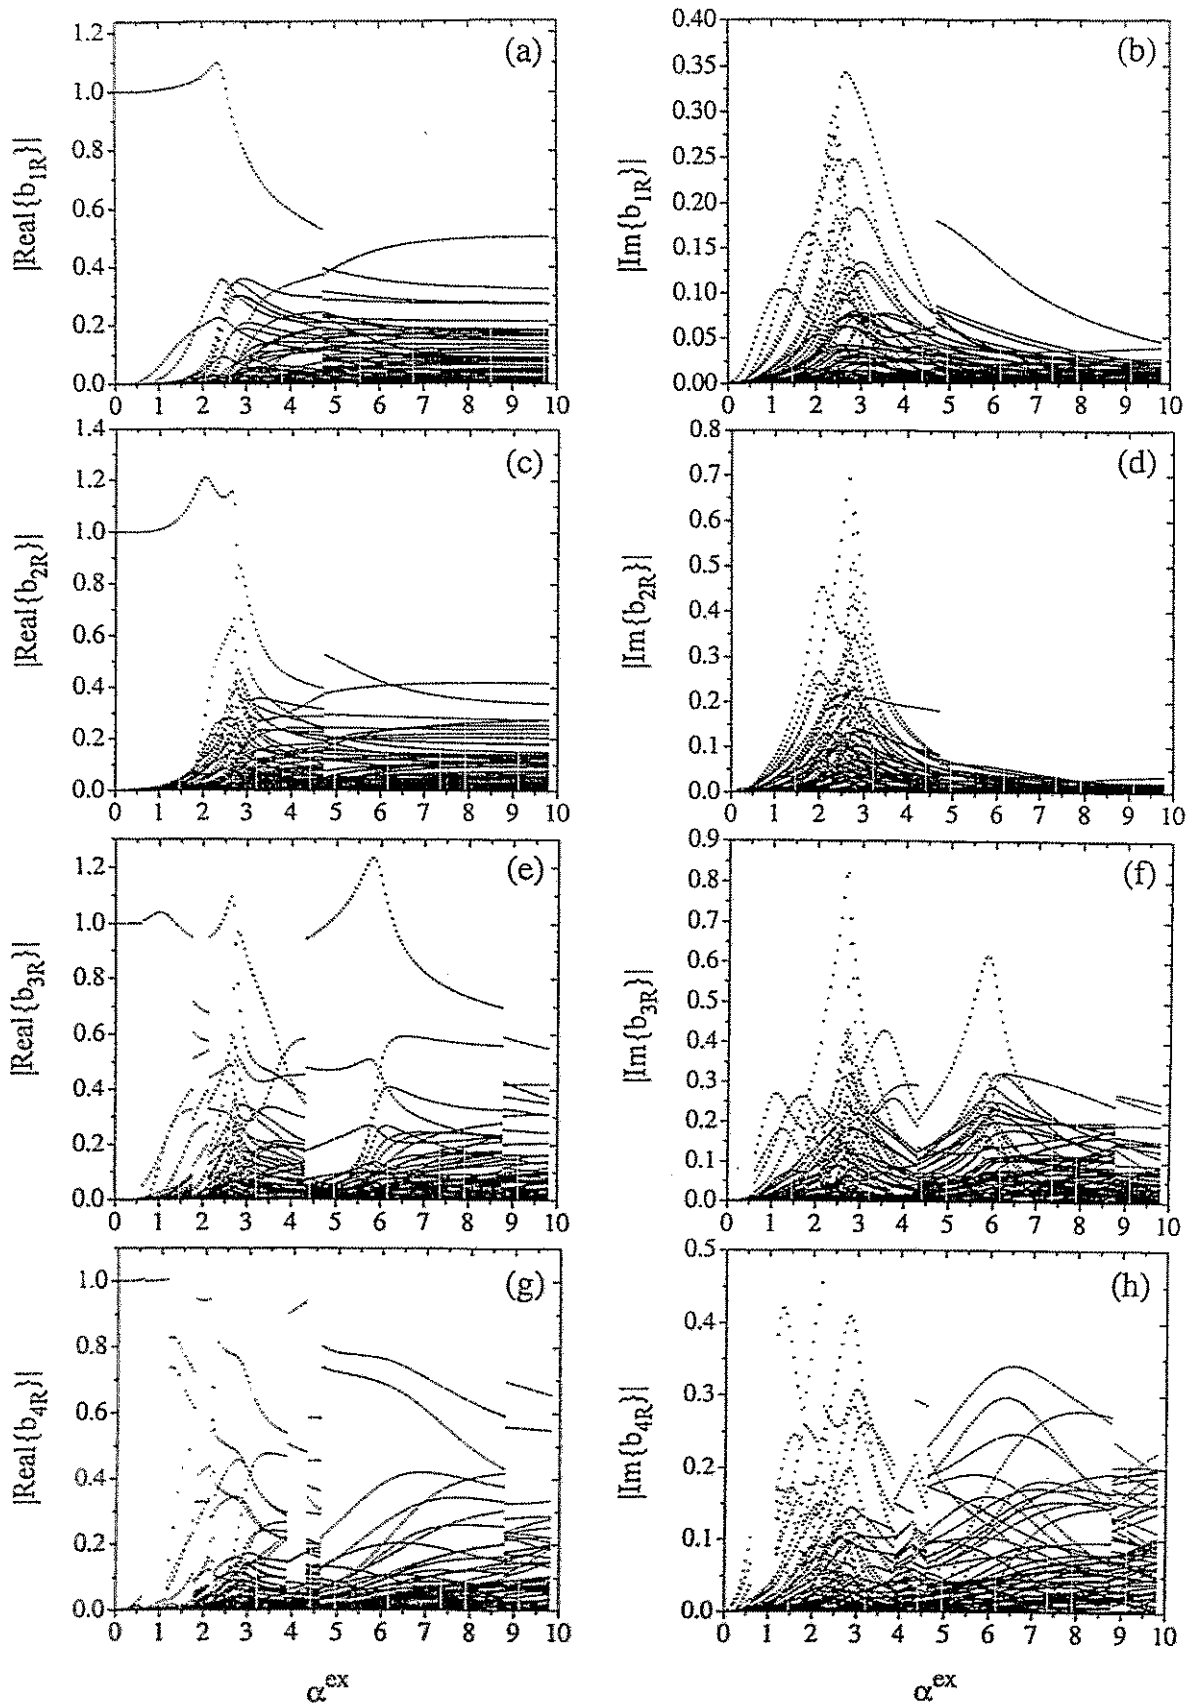 (a)
|Real{b1R}|
1.2
1.0
0.8
0.6
0.4
0.2
0.0
0 1 2 3 4 5 6 7 8 9 10
(b)
|Im{b1R}|
0.40
0.35
0.30
0.25
0.20
0.15
0.10
0.05
0.00
0 1 2 3 4 5 6 7 8 9 10
(c)
|Real{b2R}|
1.4
1.2
1.0
0.8
0.6
0.4
0.2
0.0
0 1 2 3 4 5 6 7 8 9 10
(d)
|Im{b2R}|
0.8
0.7
0.6
0.5
0.4
0.3
0.2
0.1
0.0
0 1 2 3 4 5 6 7 8 9 10
(e)
|Real{b3R}|
1.2
1.0
0.8
0.6
0.4
0.2
0.0
0 1 2 3 4 5 6 7 8 9 10
(f)
|Im{b3R}|
0.9
0.8
0.7
0.6
0.5
0.4
0.3
0.2
0.1
0.0
0 1 2 3 4 5 6 7 8 9 10
(g)
|Real{b4R}|
1.0
0.8
0.6
0.4
0.2
0.0
0 1 2 3 4 5 6 7 8 9 10
αex
(h)
|Im{b4R}|
0.5
0.4
0.3
0.2
0.1
0.0
0 1 2 3 4 5 6 7 8 9 10
αex